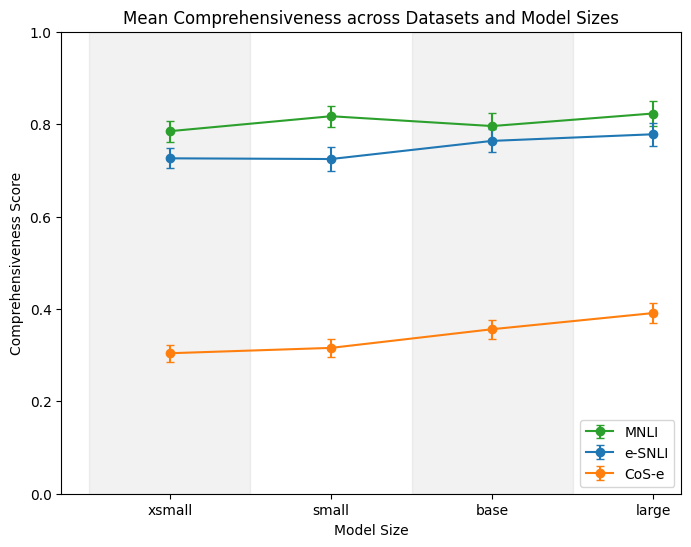 Mean Comprehensiveness across Datasets and Model Sizes
1.0
0.8
0.6
0.4
0.2
0.0
Comprehensiveness Score
MNLI
e-SNLI
CoS-e
xsmall
small
base
large
Model Size